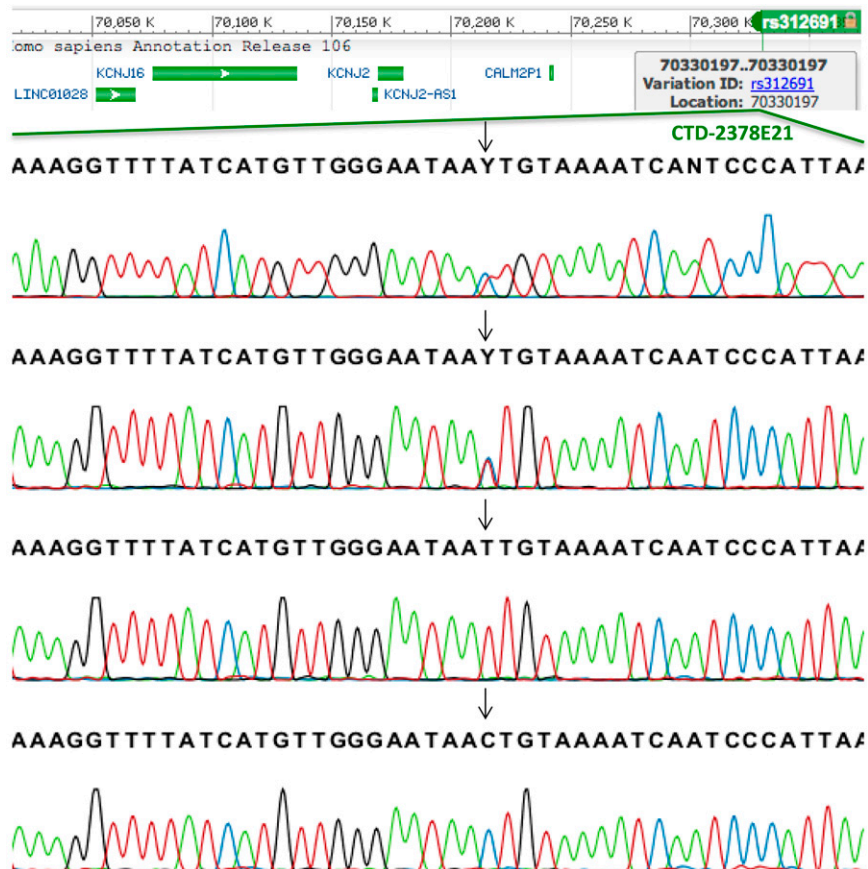 70,050 K 70,100 K 70,150 K 70,200 K 70,250 K 70,300 K rs312691
omo sapiens Annotation Release 106
70330197..70330197
KCNJ16 KCNJ2 CALM2P1
Variation ID: rs312691
LINC01028 KCNJ2-AS1
Location: 70330197
CTD-2378E21
AAAGGTTTTATCATGTTGGGAATAAYTGTAAAATCANTCCCATTAA
AAAGGTTTTATCATGTTGGGAATAAYTGTAAAATCAATCCCATTAA
AAAGGTTTTATCATGTTGGGAATAATTGTAAAATCAATCCCATTAA
AAAGGTTTTATCATGTTGGGAATAACTGTAAAATCAATCCCATTAA